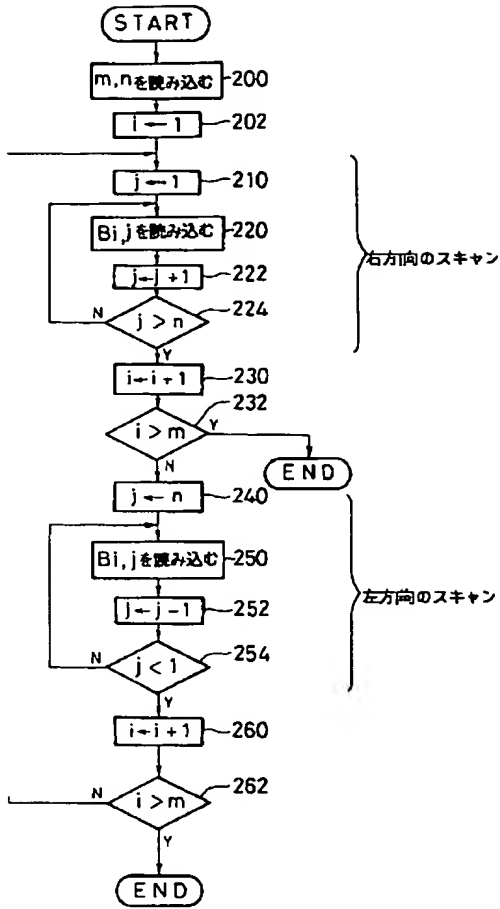 START
m,nを読み込む 200
i ← 1 202
j ← 1 210
Bi,jを読み込む 220
j←j+1 222
224
N j > n
Y
右方向のスキャン
i←i+1 230
232
i > m Y
N
END
j ← n 240
Bi,jを読み込む 250
j←j-1 252
左方向のスキャン
N j < 1 254
Y
i←i+1 260
N i > m 262
Y
END